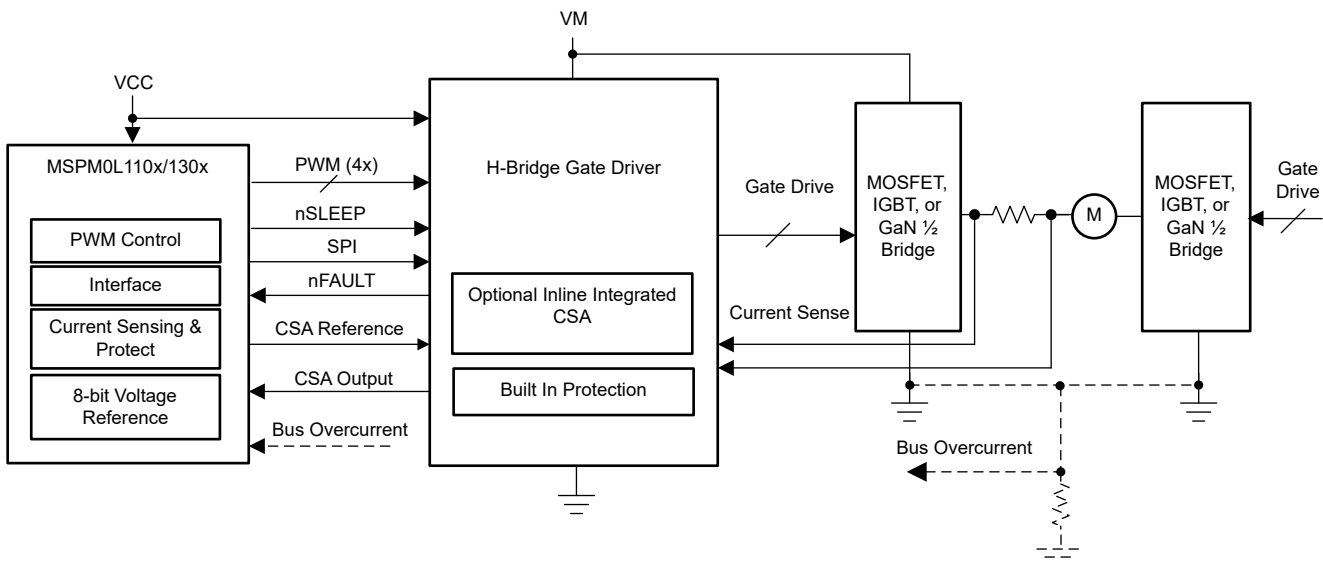 VM
VCC
MSPM0L110x/130x
PWM Control
Interface
Current Sensing &
Protect
8-bit Voltage
Reference
PWM (4x)
nSLEEP
SPI
nFAULT
CSA Reference
CSA Output
Bus Overcurrent
H-Bridge Gate Driver
Optional Inline Integrated
CSA
Built In Protection
Gate Drive
Current Sense
MOSFET,
IGBT, or
GaN ½
Bridge
M
MOSFET,
IGBT, or
GaN ½
Bridge
Gate
Drive
Bus Overcurrent